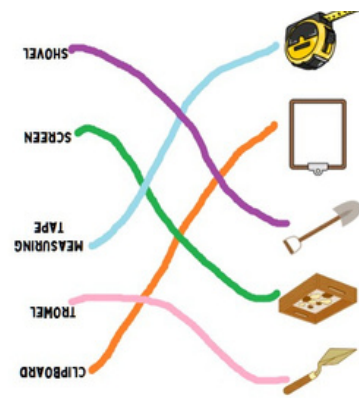 CLIPBOARD
TROWEL
MEASURING
TAPE
SCREEN
SHOVEL